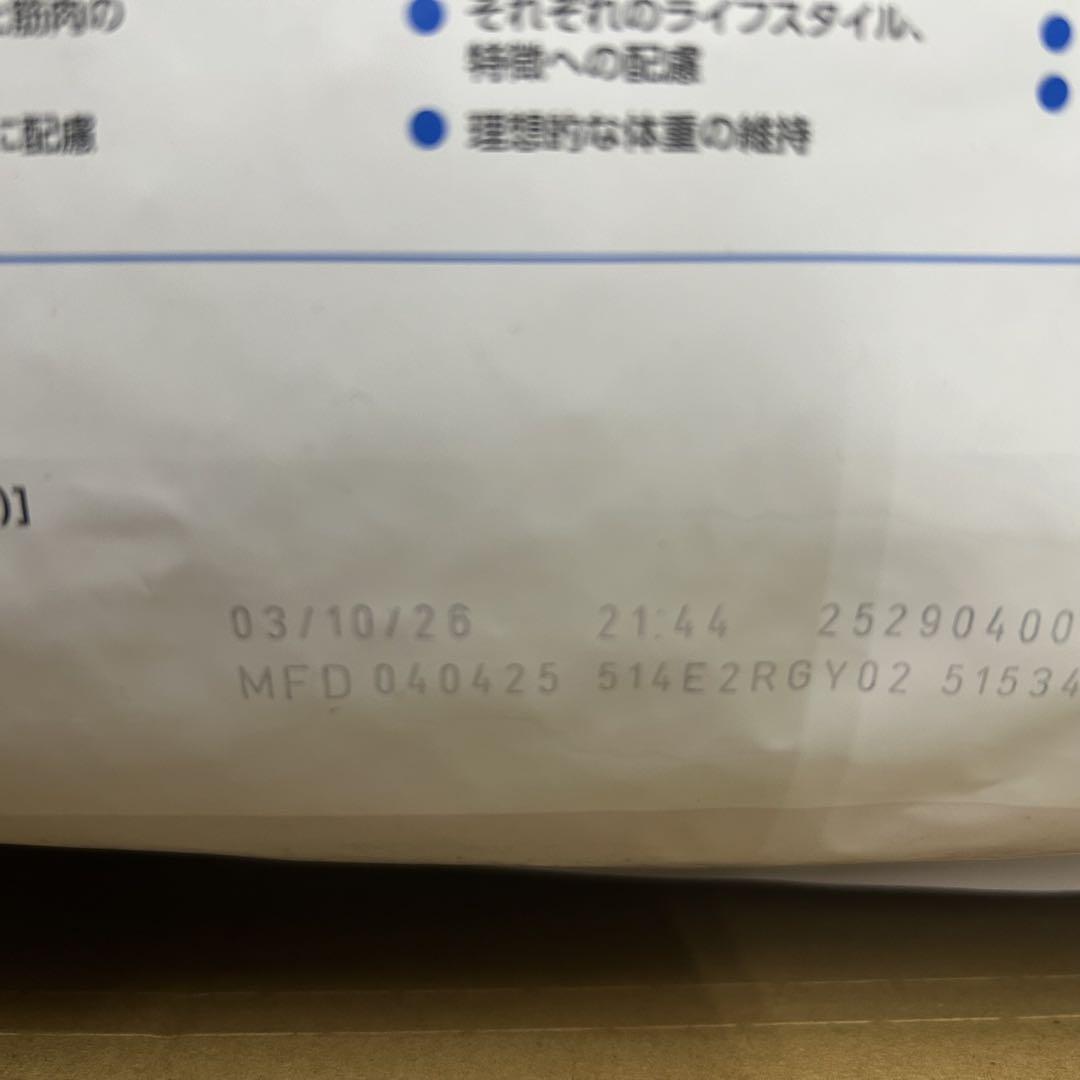 筋肉の
それぞれのライフスタイル、
特徴への配慮
に配慮
理想的な体重の維持
)]
03/10/26 21:44 25290400
MFD 040425 514E2RGY02 51534